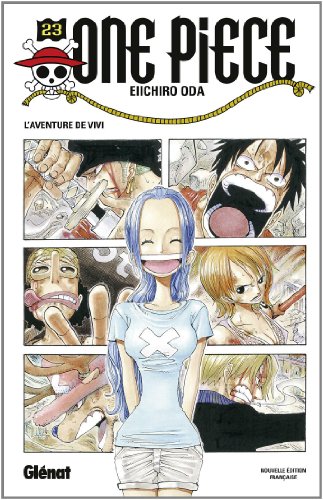 23
ONE PIECE
EIICHIRO ODA
L'AVENTURE DE VIVI
Glénat
NOUVELLE EDITION
FRANÇAISE